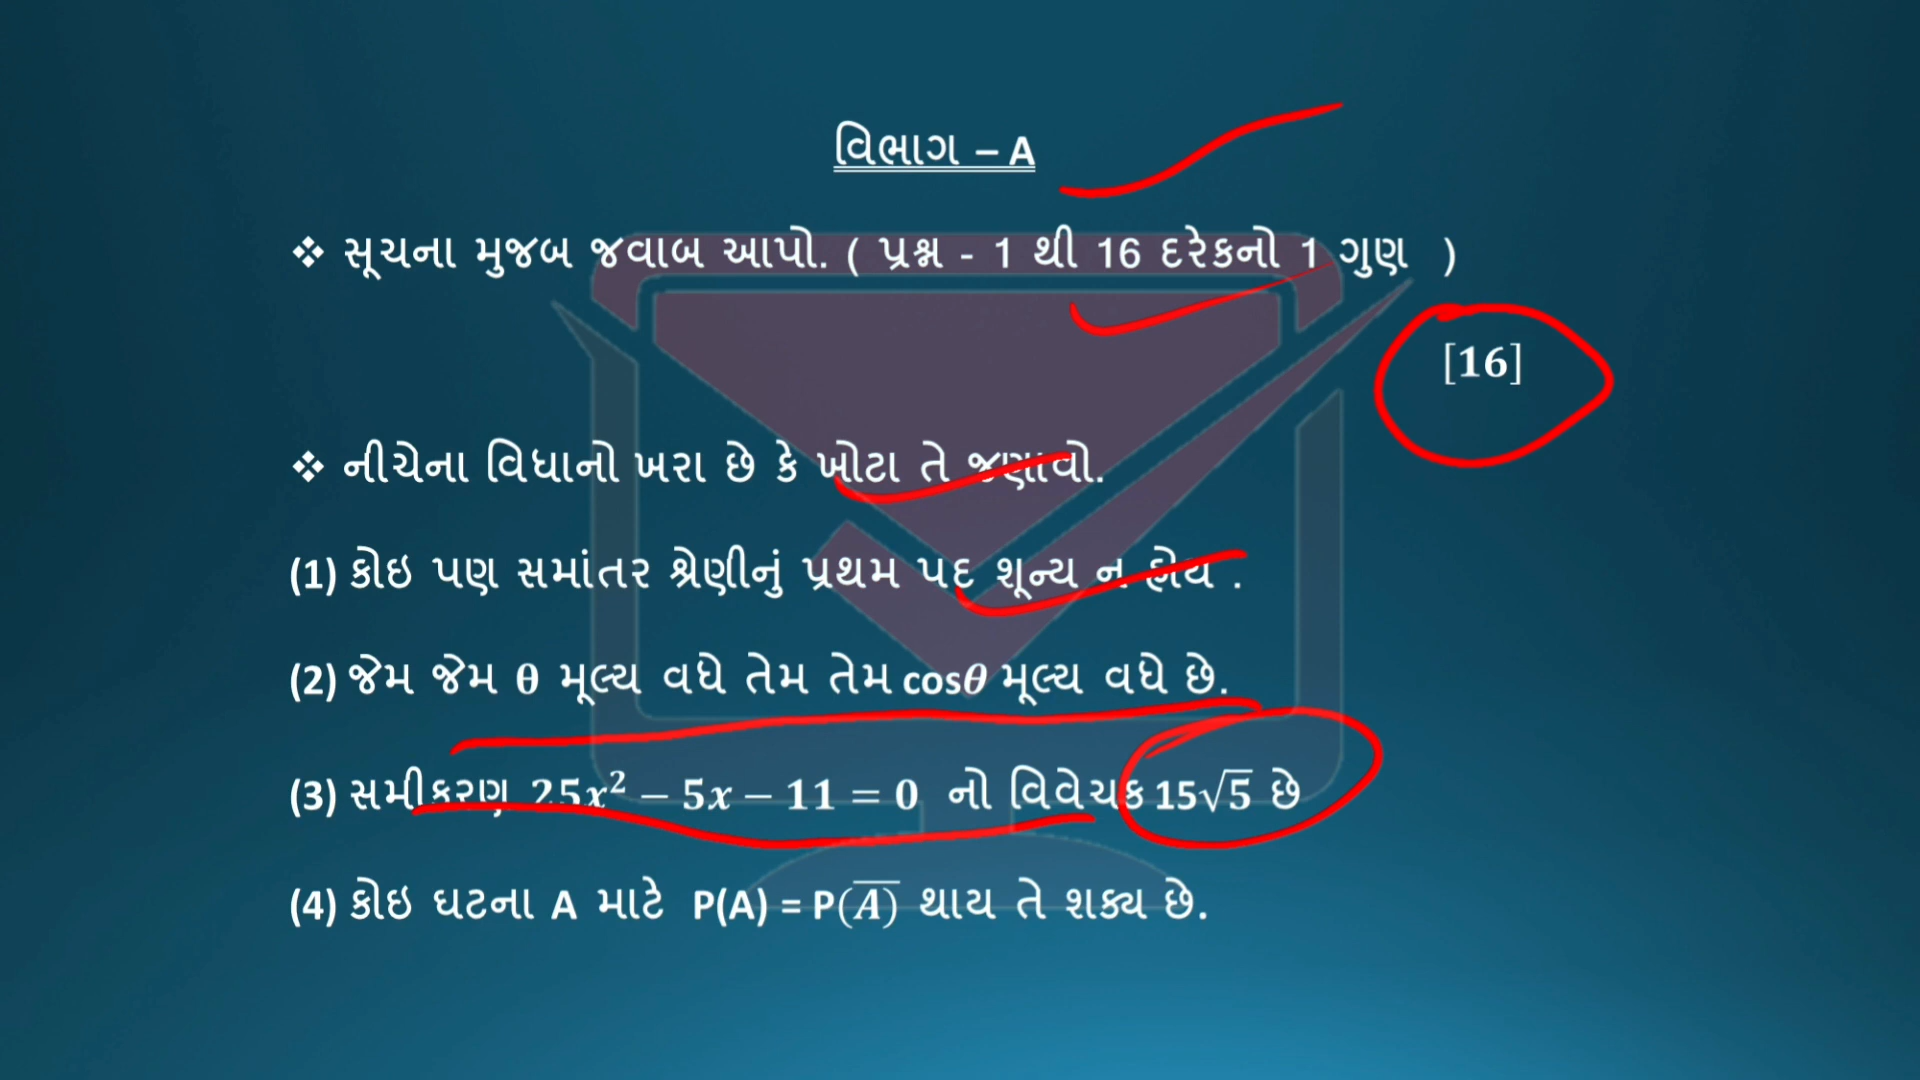 વિભાગ – A
❖ સૂચના મુજબ જવાબ આપો. ( પ્રશ્ન - 1 થી 16 દરેકનો 1 ગુણ )
[16]
❖ નીચેના વિધાનો ખરા છે કે ખોટા તે જણાવો.
(1) કોઇ પણ સમાંતર શ્રેણીનું પ્રથમ પદ શૂન્ય ન હોય .
(2) જેમ જેમ θ મૂલ્ય વધે તેમ તેમ cosθ મૂલ્ય વધે છે.
(3) સમીકરણ 25x² − 5x − 11 = 0 નો વિવેચક 15√5 છે
(4) કોઇ ઘટના A માટે P(A) = P(A̅) થાય તે શક્ય છે.